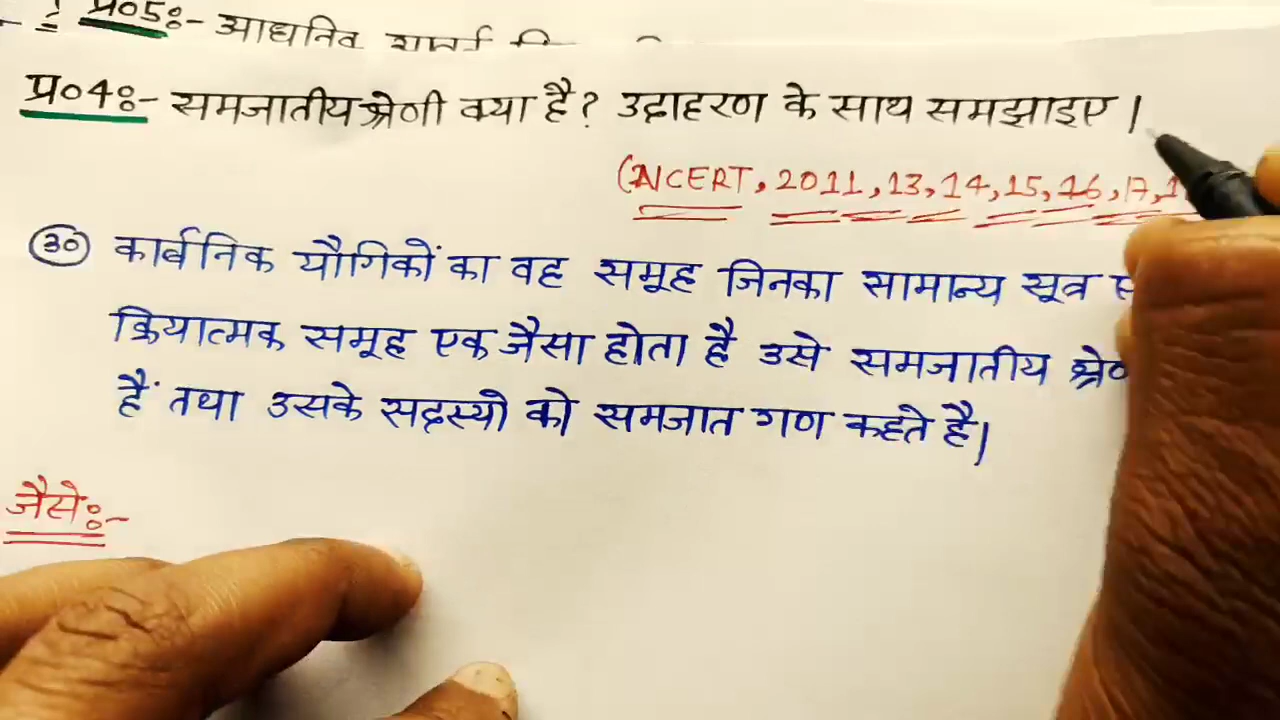 प्र०5ः- आधुनिक
प्र०4ः- समजातीय श्रेणी क्या है? उदाहरण के साथ समझाइए।
(NCERT, 2011, 13, 14, 15, 16, 17,
उ० कार्बनिक यौगिकों का वह समूह जिनका सामान्य सूत्र
क्रियात्मक समूह एक जैसा होता है उसे समजातीय
हैं तथा उसके सदस्यो को समजात गण कहते है।
जैसेः-